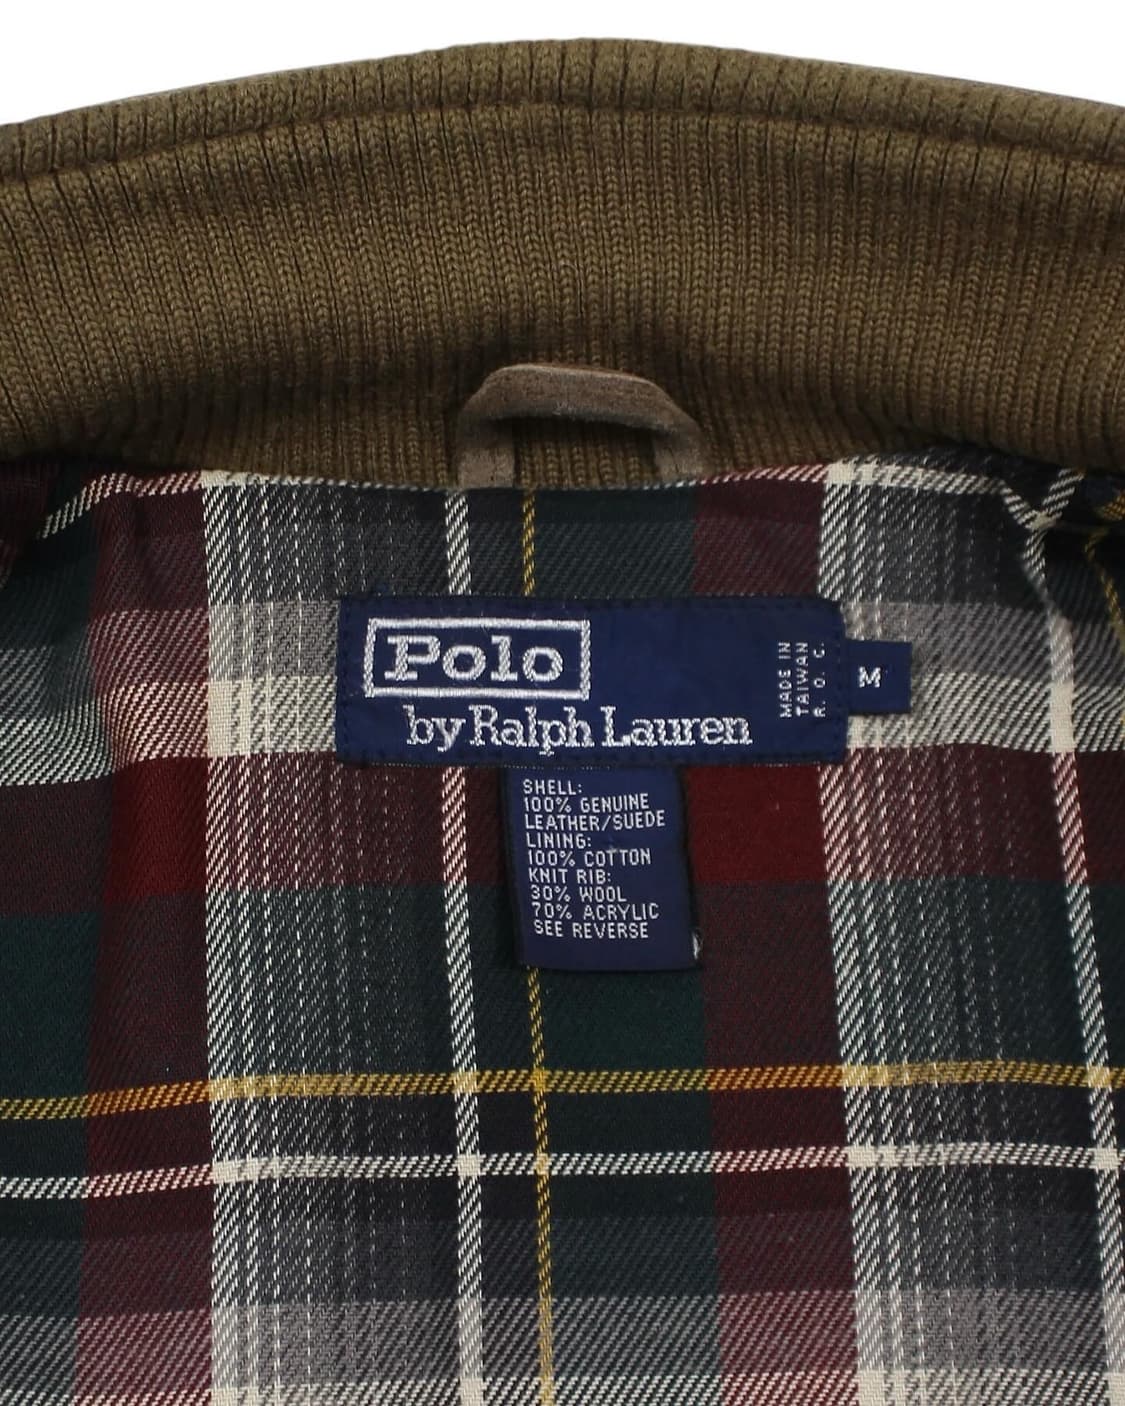 Polo
by Ralph Lauren
MADE IN
TAIWAN
R. O. C.
M
SHELL:
100% GENUINE
LEATHER/SUEDE
LINING:
100% COTTON
KNIT RIB:
30% WOOL
70% ACRYLIC
SEE REVERSE